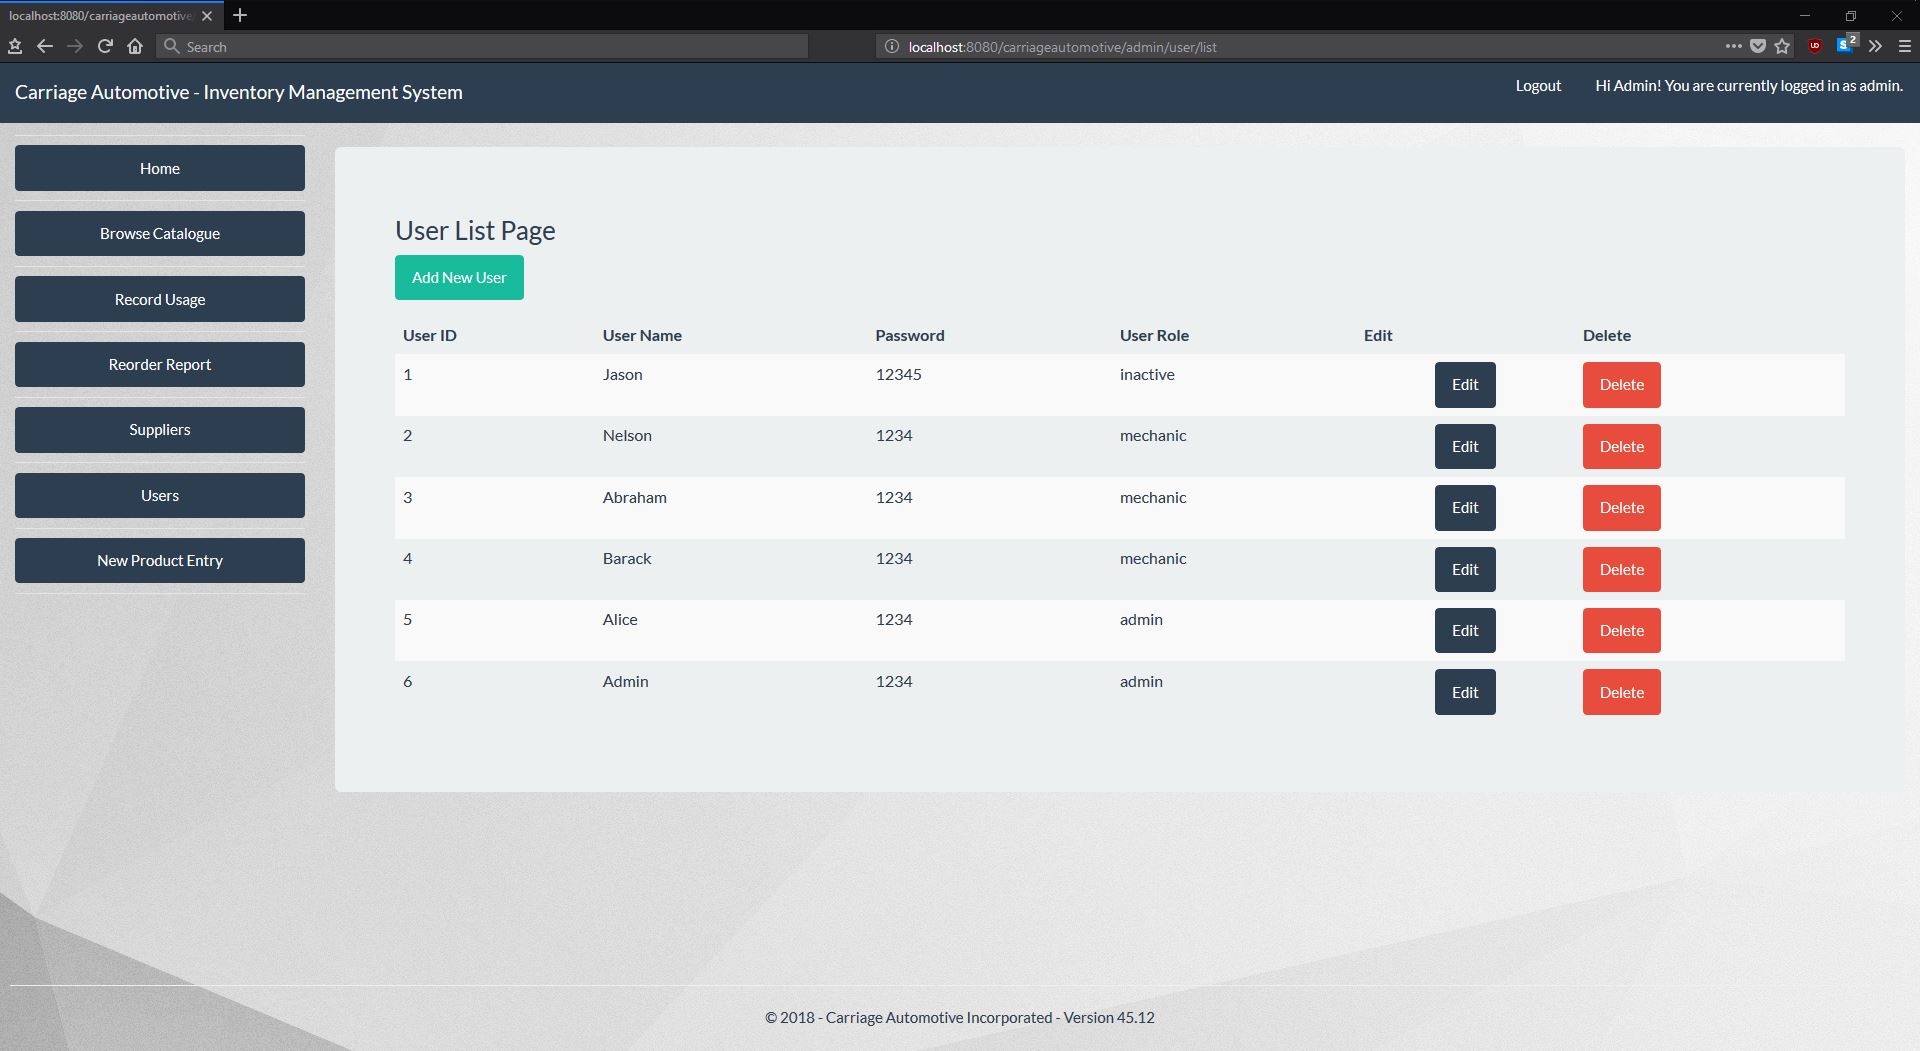 localhost:8080/carriageautomotive/
Search
localhost:8080/carriageautomotive/admin/user/list
2
Carriage Automotive - Inventory Management System
Logout
Hi Admin! You are currently logged in as admin.
Home
Browse Catalogue
Record Usage
Reorder Report
Suppliers
Users
New Product Entry
User List Page
Add New User
User ID User Name Password User Role Edit Delete
1 Jason 12345 inactive Edit Delete
2 Nelson 1234 mechanic Edit Delete
3 Abraham 1234 mechanic Edit Delete
4 Barack 1234 mechanic Edit Delete
5 Alice 1234 admin Edit Delete
6 Admin 1234 admin Edit Delete
© 2018 - Carriage Automotive Incorporated - Version 45.12